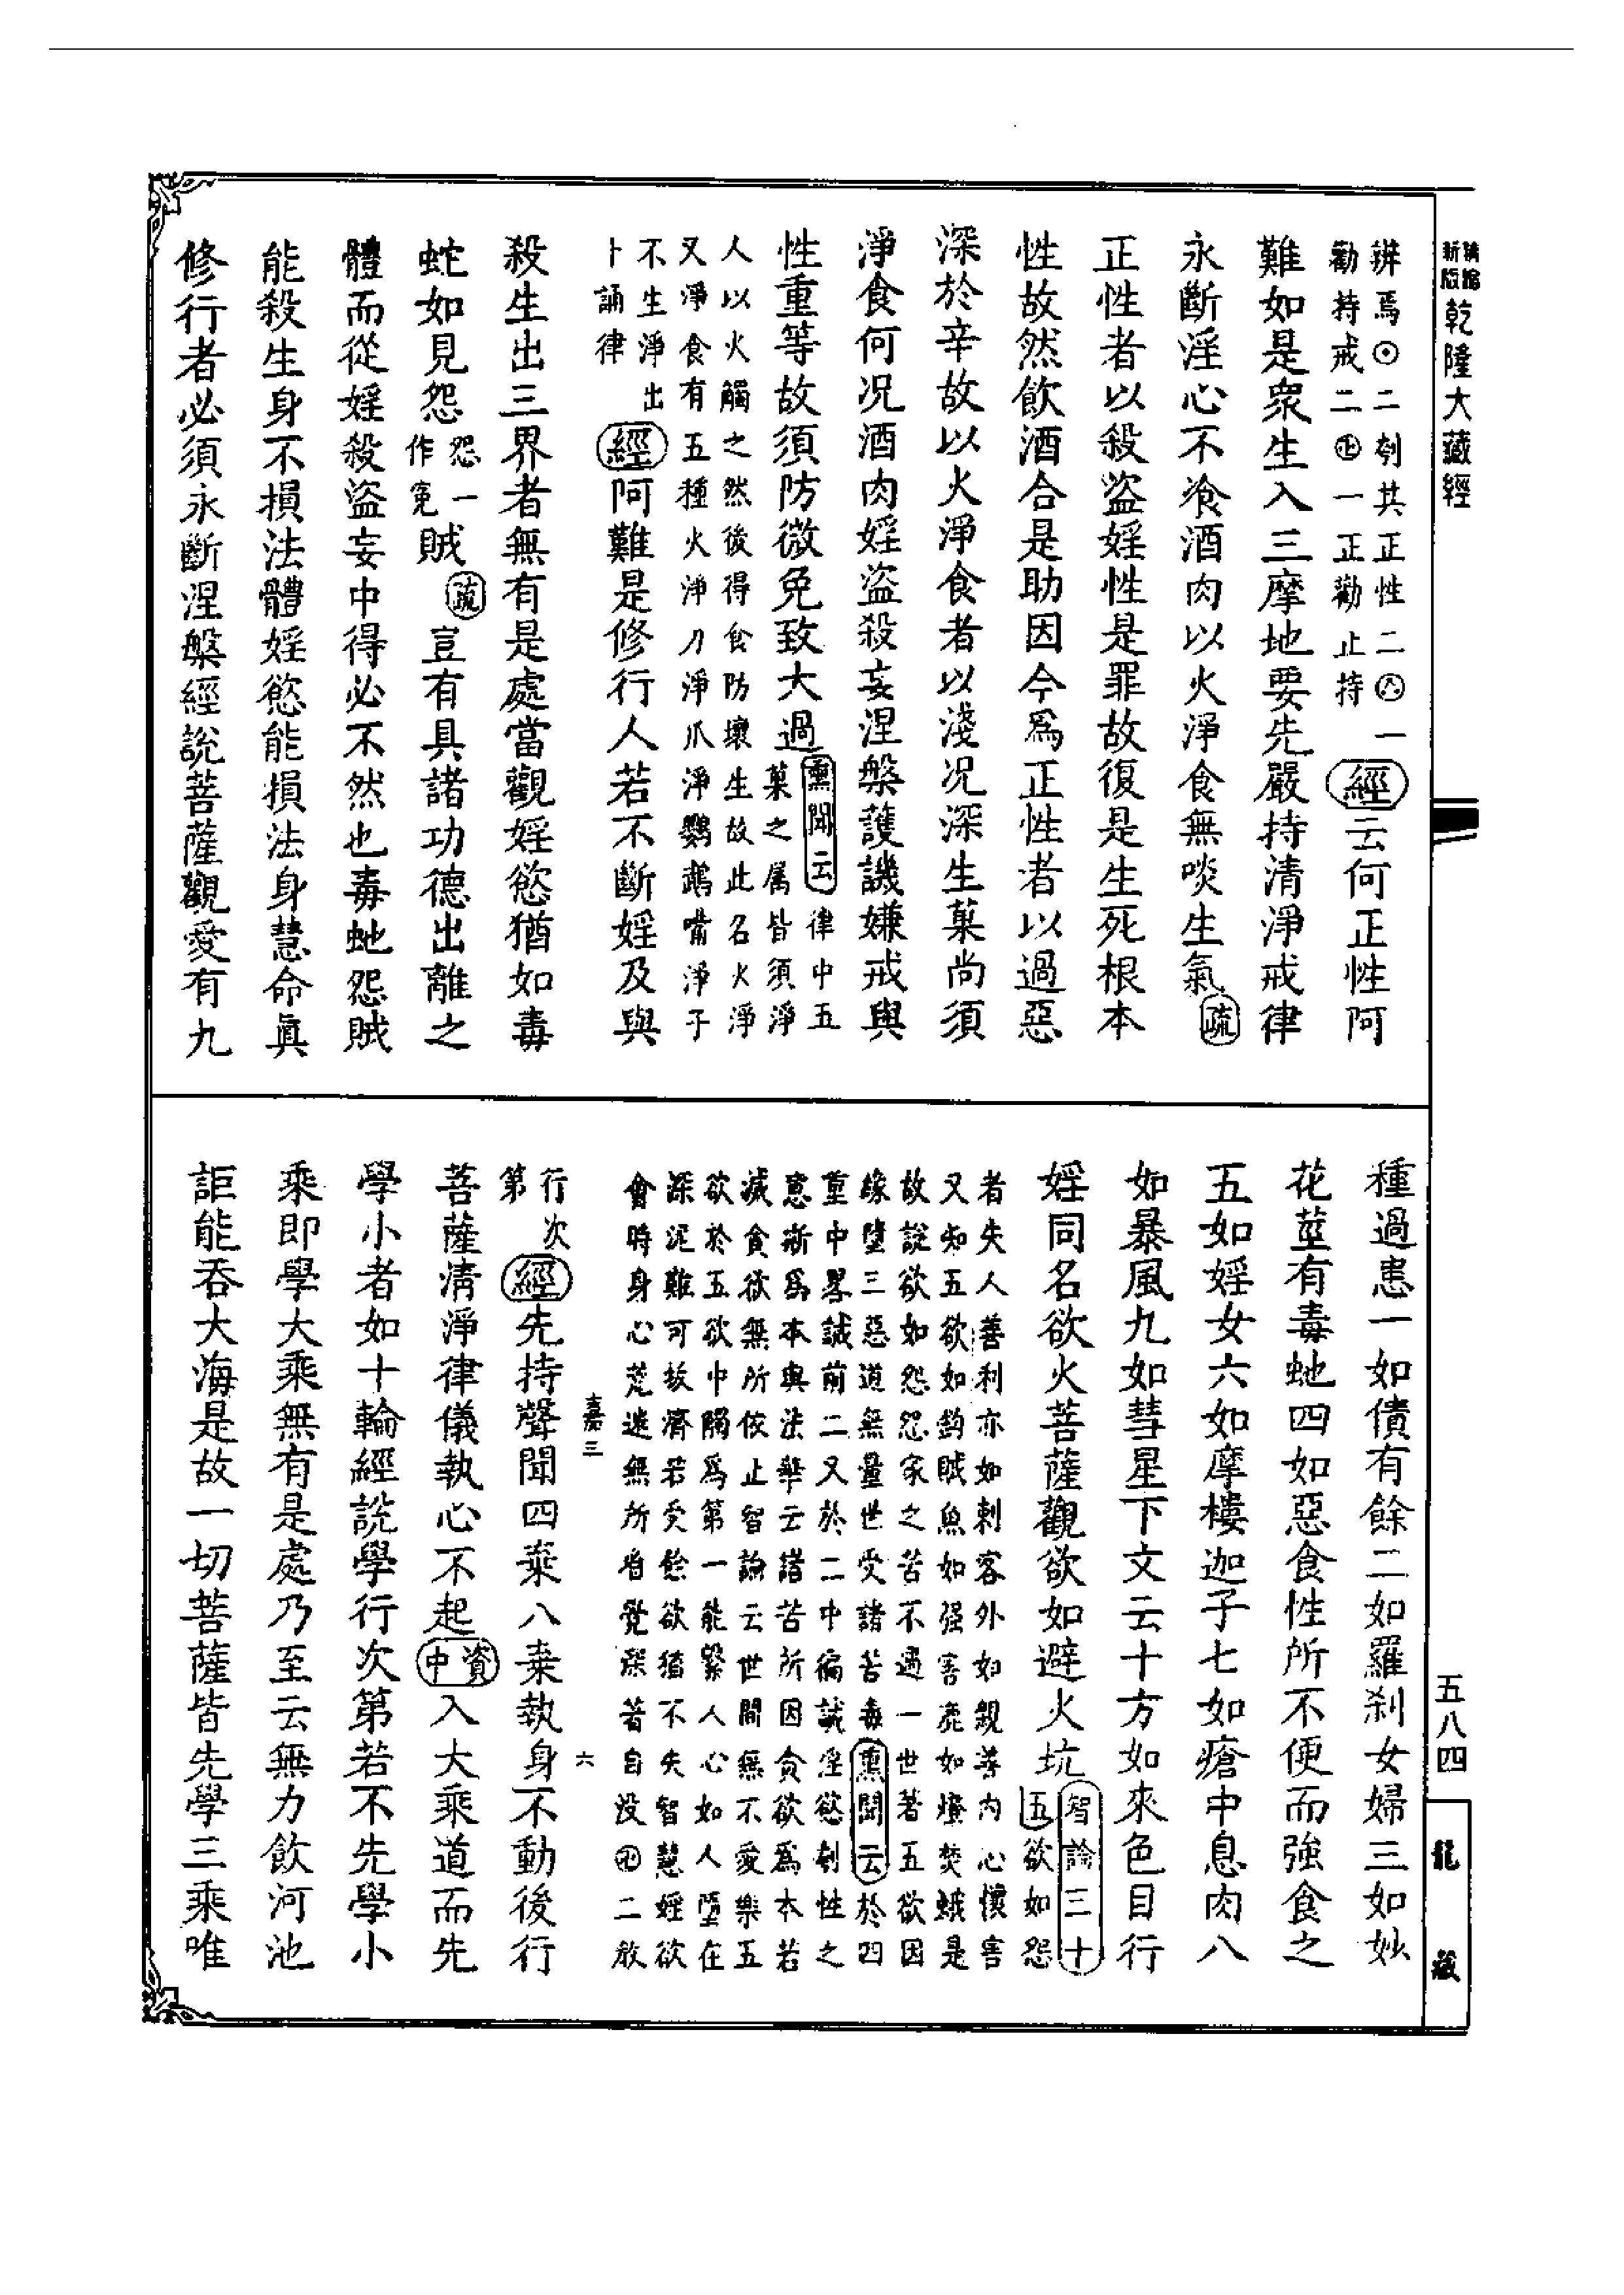 乾隆大藏經
辨焉⊙二刳其正性二㊇一
勸持戒二㊤一正勸止持
經云何正性阿
難如是衆生入三摩地要先嚴持清淨戒律
永斷淫心不飡酒肉以火淨食無啖生氣疏
正性者以殺盜婬性是罪故復是生死根本
性故然飲酒合是助因今爲正性者以過惡
深於辛故以火淨食者以淺况深生菓尚須
淨食何况酒肉婬盜殺妄涅槃護譏嫌戒與
性重等故須防微免致大過
熏聞云律中五
菓之屬皆須淨
人以火觸之然後得食防壞生故此名火淨
又淨食有五種火淨刀淨爪淨鸚鵡嘴淨子
不生淨出
十誦律
經阿難是修行人若不斷婬及與
殺生出三界者無有是處當觀婬慾猶如毒
蛇如見怨
怨一
作寃
賊疏豈有具諸功德出離之
體而從婬殺盜妄中得必不然也毒虵怨賊
能殺生身不損法體婬慾能損法身慧命眞
修行者必須永斷涅槃經說菩薩觀愛有九
種過患一如債有餘二如羅刹女婦三如妙
花莖有毒虵四如惡食性所不便而強食之
五如婬女六如摩樓迦子七如瘡中息肉八
如暴風九如彗星下文云十方如來色目行
婬同名欲火菩薩觀欲如避火坑
智論三十
五欲如怨
者失人善利亦如刺客外如親善内心懷害
又知五欲如鈎賊魚如弶害鹿如燈焚蛾是
故說欲如怨怨家之苦不過一世著五欲因
緣墮三惡道無量世受諸苦毒熏聞云於四
重中畧誡前二又於二中徧誡淫慾刳性之
意斯爲本與法華云諸苦所因貪欲爲本若
滅貪欲無所依止智論云世間無不愛樂五
欲於五欲中觸爲第一能繫人心如人墮在
深泥難可拔濟若受餘欲猶不失智慧婬欲
會時身心荒迷無所省覺深著自没㊣二敘
嘉三
六
行次
第
經先持聲聞四棄八棄執身不動後行
菩薩清淨律儀執心不起資中入大乘道而先
學小者如十輪經説學行次第若不先學小
乘即學大乘無有是處乃至云無力飲河池
詎能吞大海是故一切菩薩皆先學三乘唯
五八四
龍藏